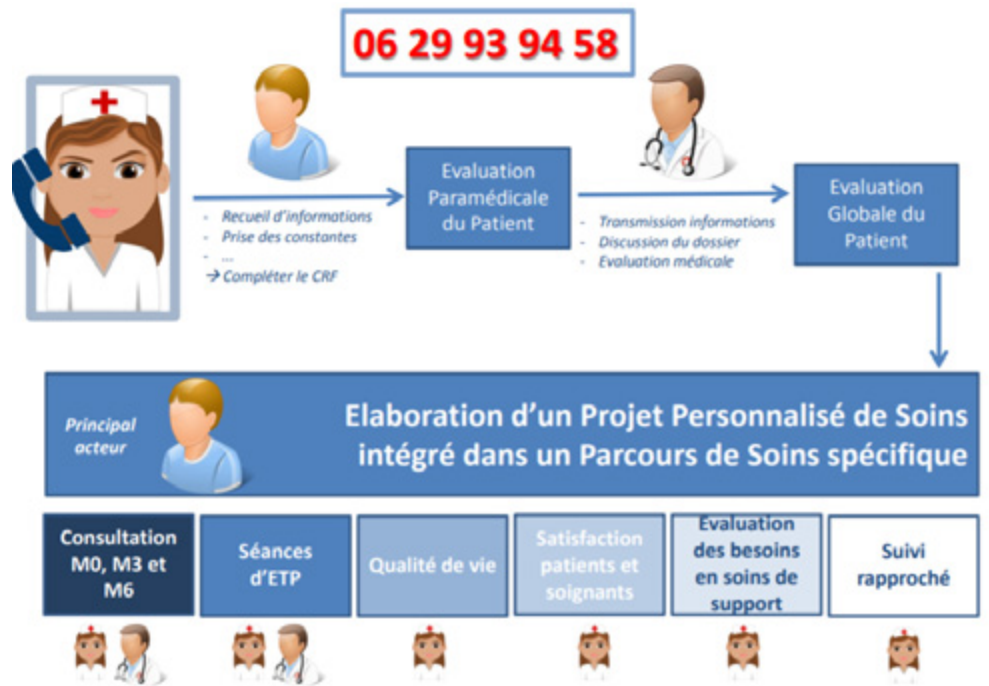 06 29 93 94 58
- Recueil d'informations
- Prise des constantes
- ...
→ Compléter le CRF
Evaluation
Paramédicale
du Patient
- Transmission informations
- Discussion du dossier
- Evaluation médicale
Evaluation
Globale du
Patient
Principal
acteur
Elaboration d'un Projet Personnalisé de Soins
intégré dans un Parcours de Soins spécifique
Consultation
M0, M3 et
M6
Séances
d'ETP
Qualité de vie
Satisfaction
patients et
soignants
Evaluation
des besoins
en soins de
support
Suivi
rapproché